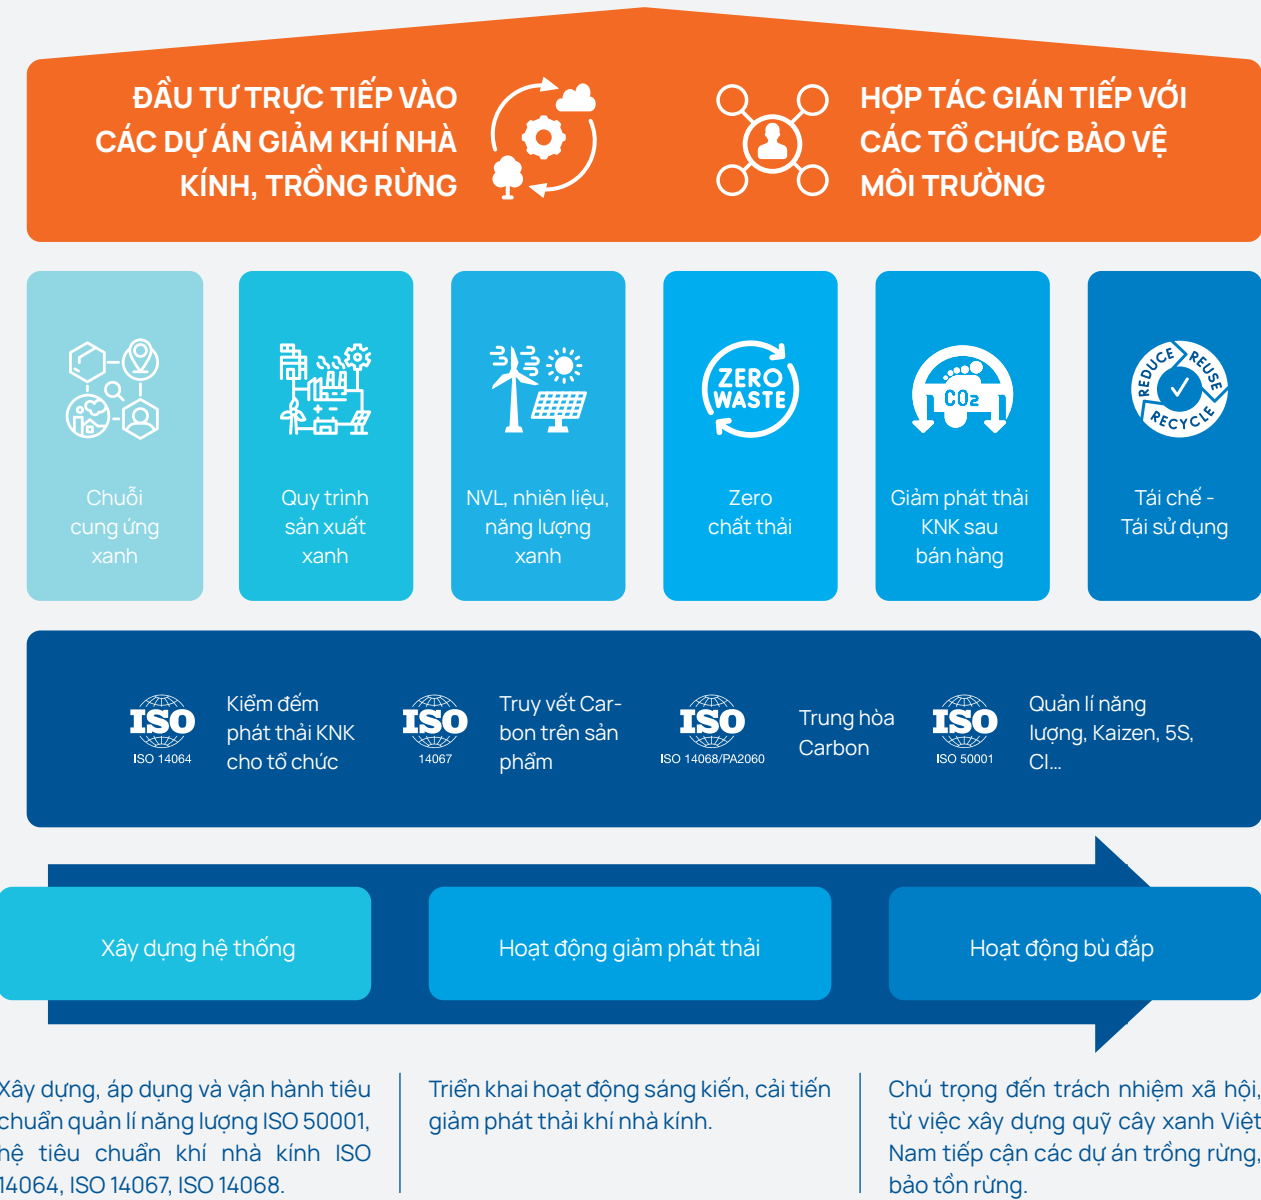 ĐẦU TƯ TRỰC TIẾP VÀO
CÁC DỰ ÁN GIẢM KHÍ NHÀ
KÍNH, TRỒNG RỪNG
HỢP TÁC GIÁN TIẾP VỚI
CÁC TỔ CHỨC BẢO VỆ
MÔI TRƯỜNG
Chuỗi
cung ứng
xanh
Quy trình
sản xuất
xanh
NVL, nhiên liệu,
năng lượng
xanh
ZERO
WASTE
Zero
chất thải
CO2
Giảm phát thải
KNK sau
bán hàng
REDUCE
REUSE
RECYCLE
Tái chế -
Tái sử dụng
ISO
ISO 14064
Kiểm đếm
phát thải KNK
cho tổ chức
ISO
14067
Truy vết Car-
bon trên sản
phẩm
ISO
ISO 14068/PA2060
Trung hòa
Carbon
ISO
ISO 50001
Quản lí năng
lượng, Kaizen, 5S,
CI...
Xây dựng hệ thống
Hoạt động giảm phát thải
Hoạt động bù đắp
Xây dựng, áp dụng và vận hành tiêu
chuẩn quản lí năng lượng ISO 50001,
hệ tiêu chuẩn khí nhà kính ISO
14064, ISO 14067, ISO 14068.
Triển khai hoạt động sáng kiến, cải tiến
giảm phát thải khí nhà kính.
Chú trọng đến trách nhiệm xã hội,
từ việc xây dựng quỹ cây xanh Việt
Nam tiếp cận các dự án trồng rừng,
bảo tồn rừng.